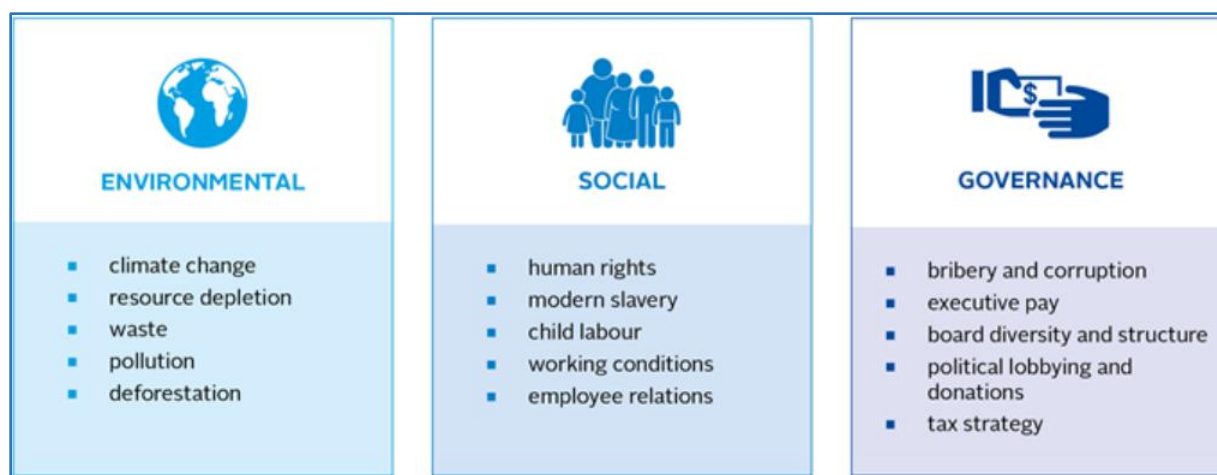 ENVIRONMENTAL
climate change
resource depletion
waste
pollution
deforestation
SOCIAL
human rights
modern slavery
child labour
working conditions
employee relations
$
GOVERNANCE
bribery and corruption
executive pay
board diversity and structure
political lobbying and
donations
tax strategy